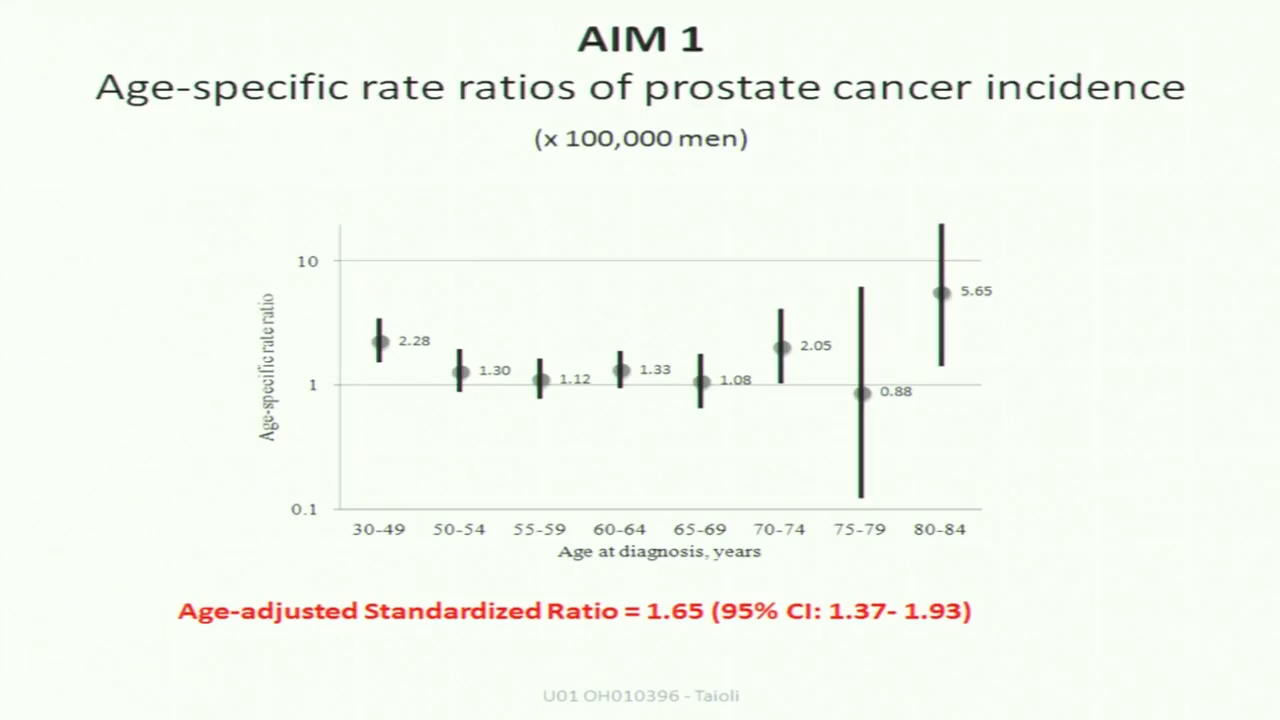 AIM 1
Age-specific rate ratios of prostate cancer incidence
(x 100,000 men)
Age-specific rate ratio
10
1
0.1
2.28
1.30
1.12
1.33
1.08
2.05
0.88
5.65
30-49 50-54 55-59 60-64 65-69 70-74 75-79 80-84
Age at diagnosis, years
Age-adjusted Standardized Ratio = 1.65 (95% CI: 1.37- 1.93)
U01 OH010396 - Taioli